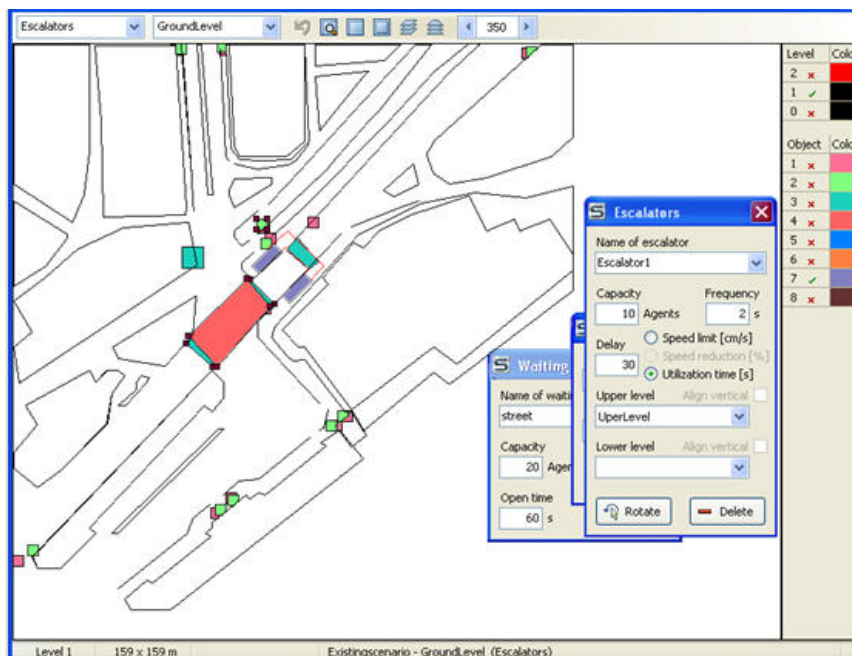 Escalators GroundLevel 350
Level Colo
2 ×
1 ✓
0 ×
Object Colo
1 ×
2 ×
3 ×
4 ×
5 ×
6 ×
7 ✓
8 ×
Waiting
Name of waiti
street
Capacity
20 Agen
Open time
60 s
Escalators
Name of escalator
Escalator1
Capacity Frequency
10 Agents 2 s
Delay Speed limit [cm/s]
30 Speed reduction [%]
Utilization time [s]
Upper level Align vertical
UperLevel
Lower level Align vertical
Rotate Delete
Level 1 159 x 159 m Existingscenario - GroundLevel (Escalators)